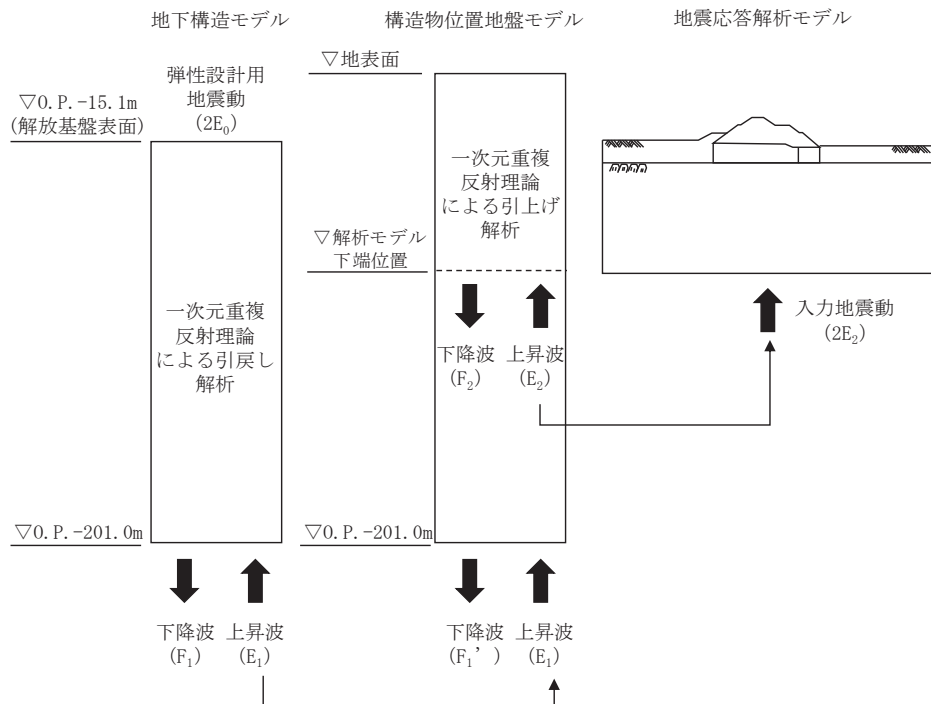 地下構造モデル
構造物位置地盤モデル
地震応答解析モデル
▽O.P.-15.1m
(解放基盤表面)
弾性設計用
地震動
(2E₀)
一次元重複
反射理論
による引戻し
解析
▽O.P.-201.0m
下降波
(F₁)
上昇波
(E₁)
▽地表面
一次元重複
反射理論
による引上げ
解析
▽解析モデル
下端位置
下降波
(F₂)
上昇波
(E₂)
▽O.P.-201.0m
下降波
(F₁’)
上昇波
(E₁)
入力地震動
(2E₂)